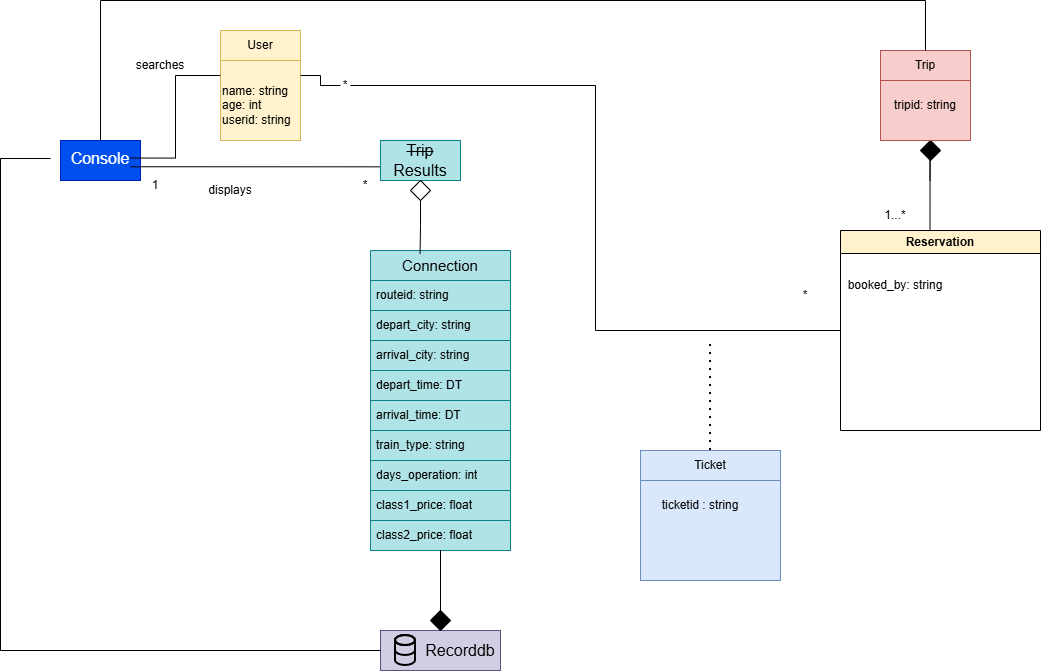 User
searches
name: string
age: int
userid: string
*
Trip
tripid: string
Console
Trip
Results
1
displays
*
1...*
Reservation
booked_by: string
*
Connection
routeid: string
depart_city: string
arrival_city: string
depart_time: DT
arrival_time: DT
train_type: string
days_operation: int
class1_price: float
class2_price: float
Ticket
ticketid : string
Recorddb